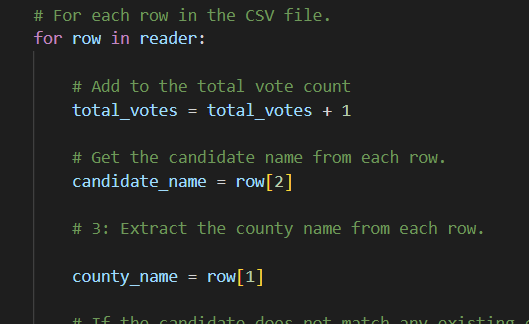 # For each row in the CSV file.
for row in reader:
# Add to the total vote count
total_votes = total_votes + 1
# Get the candidate name from each row.
candidate_name = row[2]
# 3: Extract the county name from each row.
county_name = row[1]
# If the candidate does not match any existing